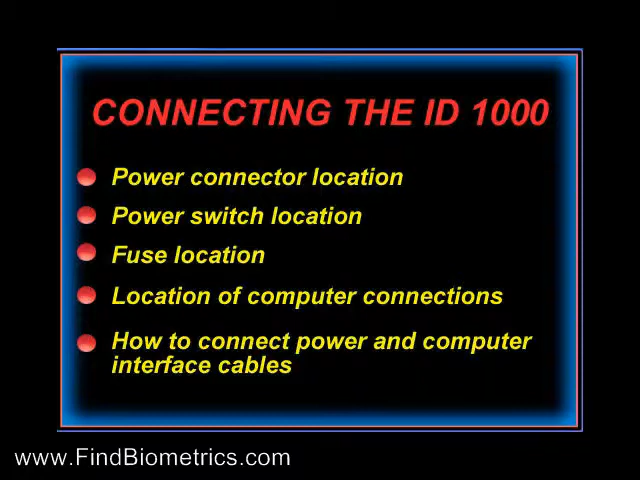 CONNECTING THE ID 1000
Power connector location
Power switch location
Fuse location
Location of computer connections
How to connect power and computer
interface cables
www.FindBiometrics.com